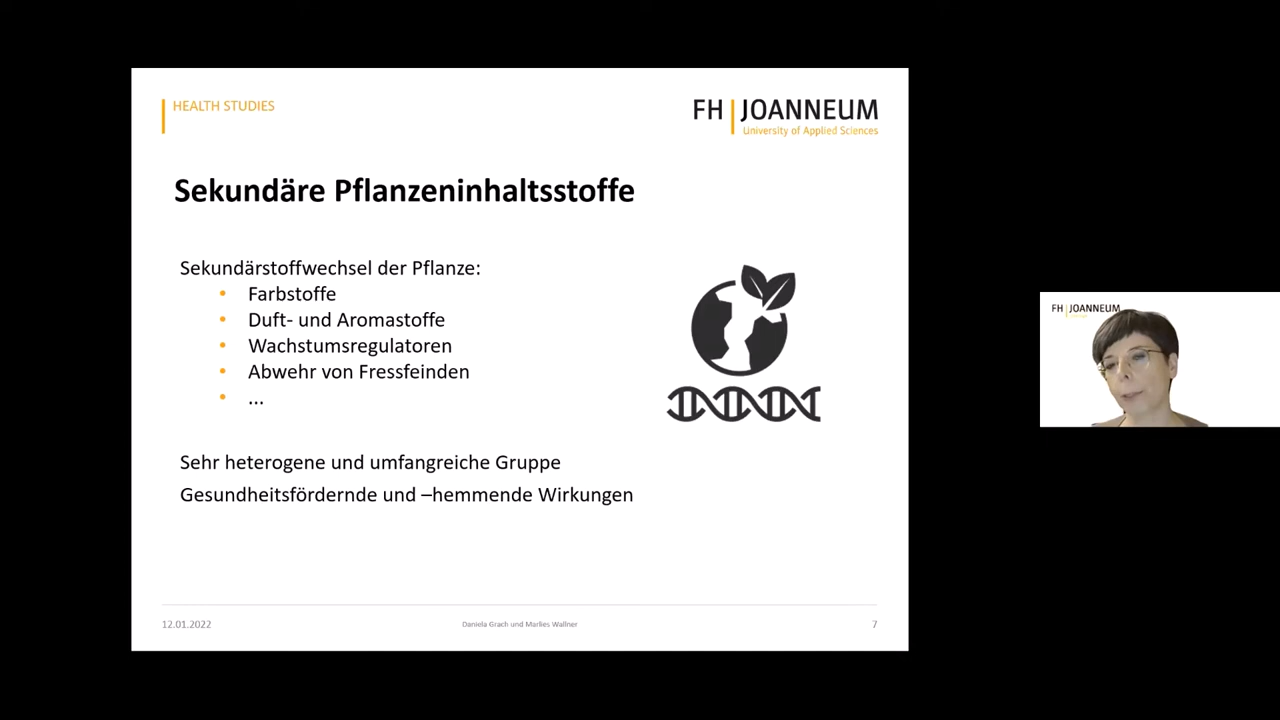 HEALTH STUDIES
FH | JOANNEUM
University of Applied Sciences
Sekundäre Pflanzeninhaltsstoffe
Sekundärstoffwechsel der Pflanze:
• Farbstoffe
• Duft- und Aromastoffe
• Wachstumsregulatoren
• Abwehr von Fressfeinden
• ...
Sehr heterogene und umfangreiche Gruppe
Gesundheitsfördernde und –hemmende Wirkungen
12.01.2022
Daniela Grach und Marlies Wallner
7
FH | JOANNEUM